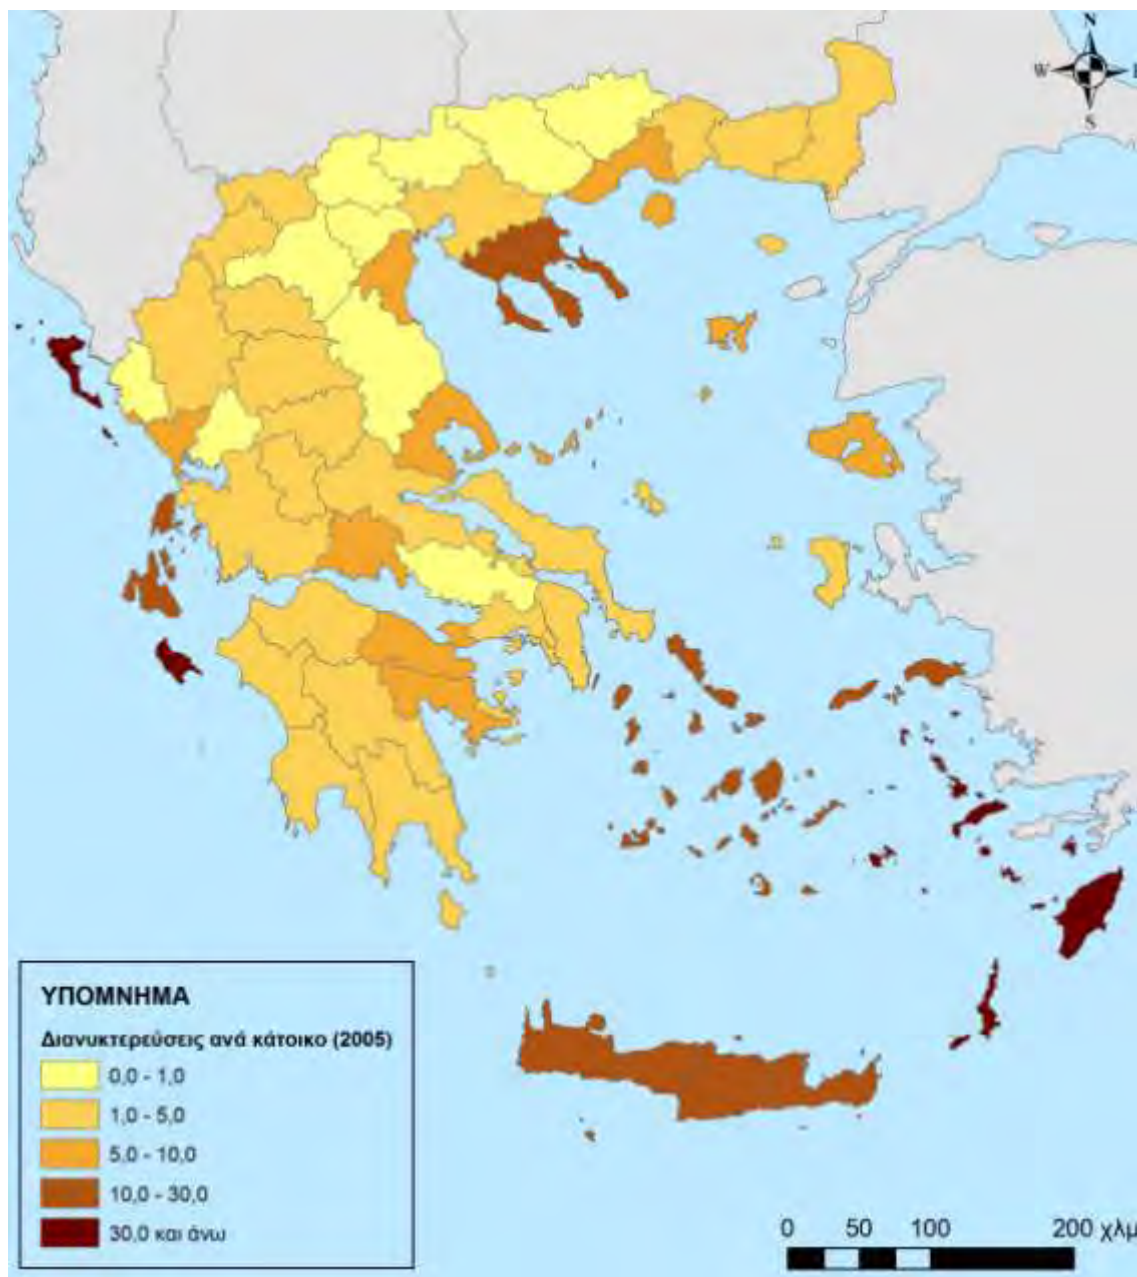 N
W
S
ΥΠΟΜΝΗΜΑ
Διανυκτερεύσεις ανά κάτοικο (2005)
0,0 - 1,0
1,0 - 5,0
5,0 - 10,0
10,0 - 30,0
30,0 και άνω
0 50 100 200 χλμ